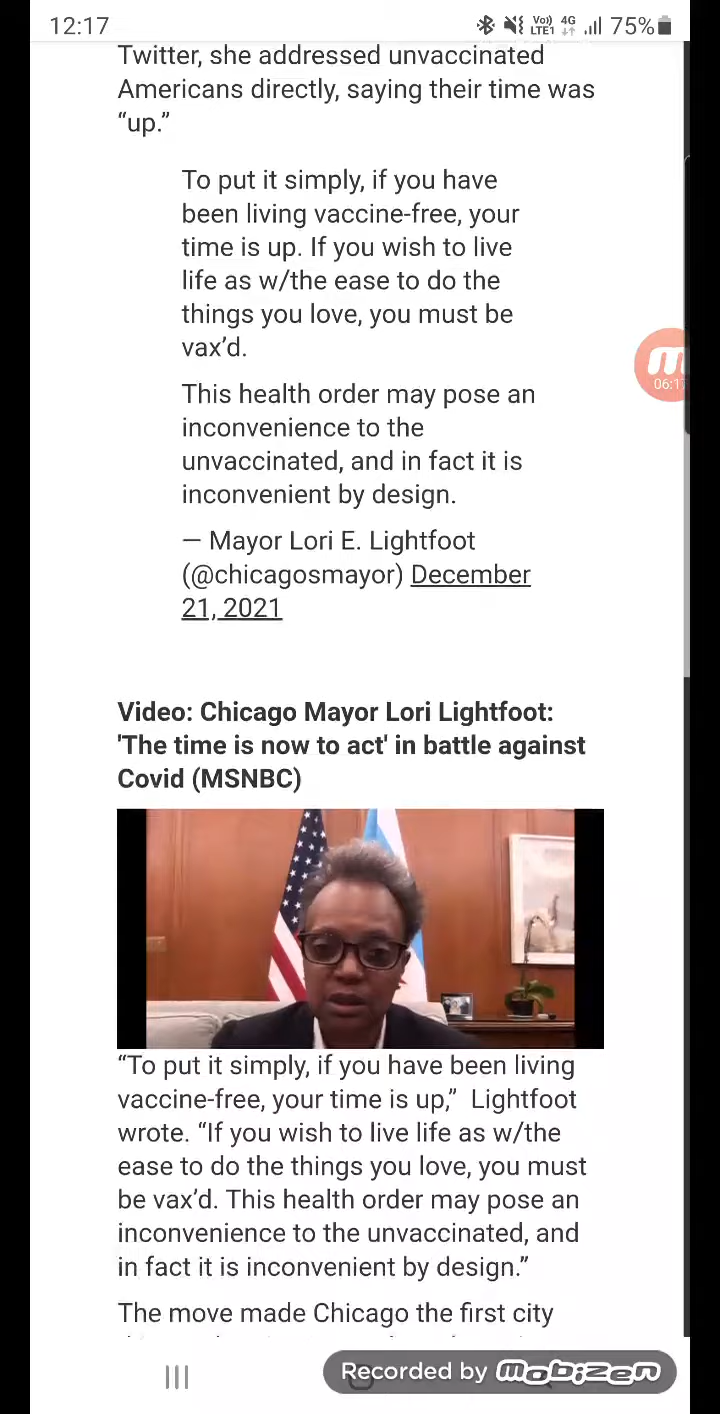 12:17
Vo)) 4G 75%
LTE1
Twitter, she addressed unvaccinated
Americans directly, saying their time was
“up.”
To put it simply, if you have
been living vaccine-free, your
time is up. If you wish to live
life as w/the ease to do the
things you love, you must be
vax’d.
This health order may pose an
inconvenience to the
unvaccinated, and in fact it is
inconvenient by design.
— Mayor Lori E. Lightfoot
(@chicagosmayor) December
21, 2021
Video: Chicago Mayor Lori Lightfoot:
'The time is now to act' in battle against
Covid (MSNBC)
“To put it simply, if you have been living
vaccine-free, your time is up,” Lightfoot
wrote. “If you wish to live life as w/the
ease to do the things you love, you must
be vax’d. This health order may pose an
inconvenience to the unvaccinated, and
in fact it is inconvenient by design.”
The move made Chicago the first city
Recorded by mobizen